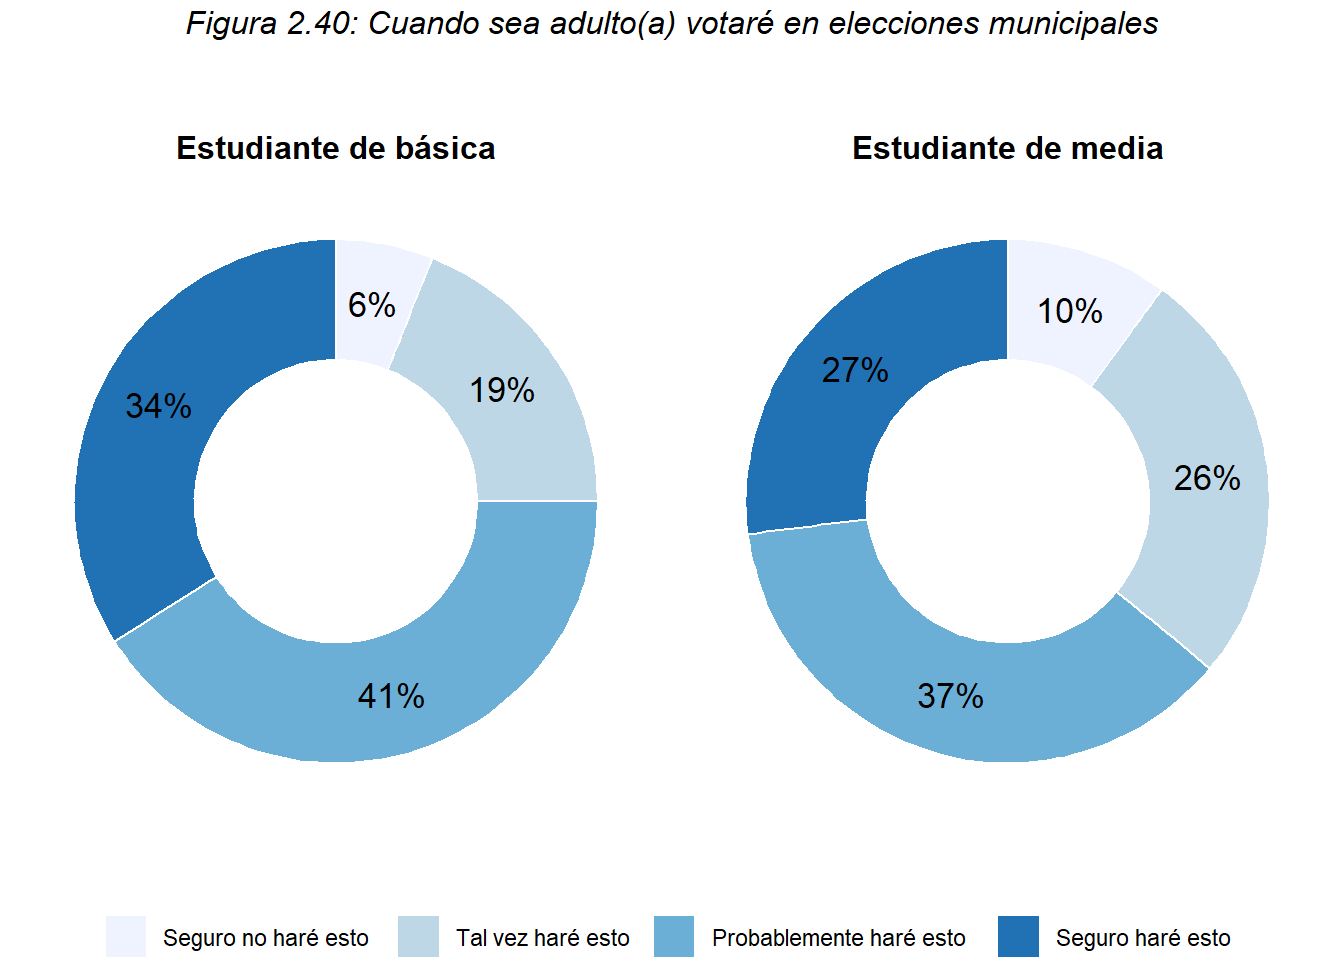 Figura 2.40: Cuando sea adulto(a) votaré en elecciones municipales
Estudiante de básica
Estudiante de media
6%
19%
41%
34%
10%
26%
37%
27%
Seguro no haré esto
Tal vez haré esto
Probablemente haré esto
Seguro haré esto